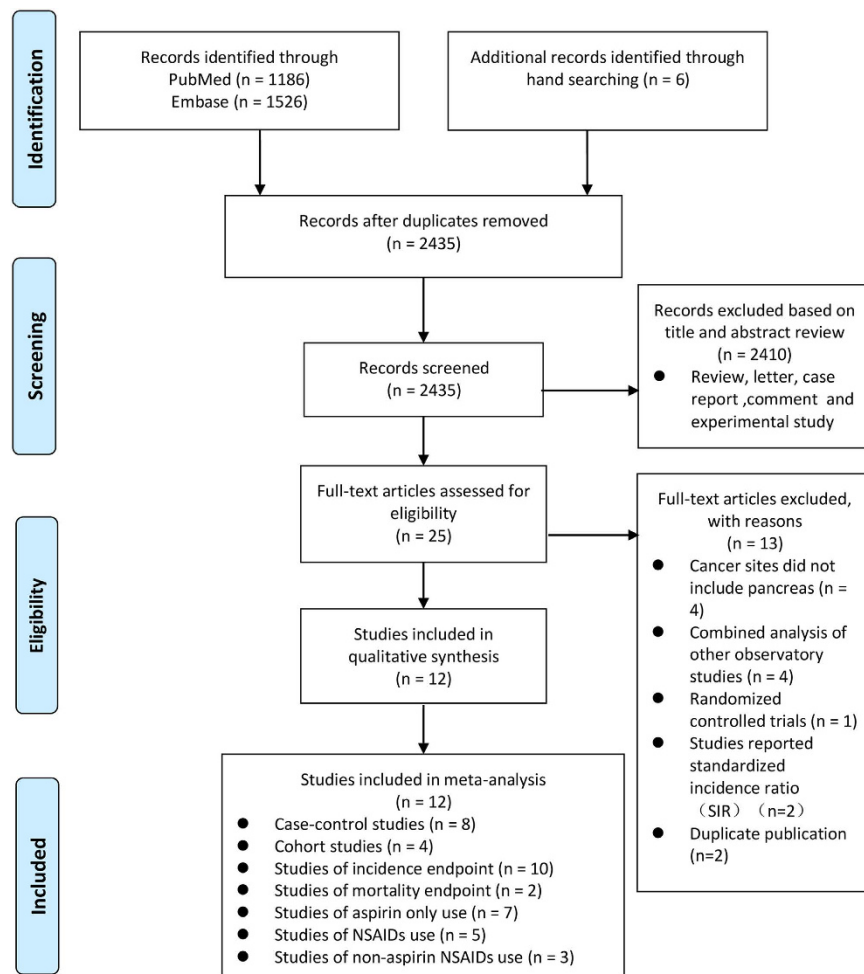 Identification
Records identified through
PubMed (n = 1186)
Embase (n = 1526)
Additional records identified through
hand searching (n = 6)
Records after duplicates removed
(n = 2435)
Screening
Records screened
(n = 2435)
Records excluded based on
title and abstract review
(n = 2410)
● Review, letter, case
report ,comment and
experimental study
Eligibility
Full-text articles assessed for
eligibility
(n = 25)
Full-text articles excluded,
with reasons
(n = 13)
● Cancer sites did not
include pancreas (n =
4)
● Combined analysis of
other observatory
studies (n = 4)
● Randomized
controlled trials (n = 1)
● Studies reported
standardized
incidence ratio
（SIR）（n=2）
● Duplicate publication
(n=2)
Studies included in
qualitative synthesis
(n = 12)
Included
Studies included in meta-analysis
(n = 12)
● Case-control studies (n = 8)
● Cohort studies (n = 4)
● Studies of incidence endpoint (n = 10)
● Studies of mortality endpoint (n = 2)
● Studies of aspirin only use (n = 7)
● Studies of NSAIDs use (n = 5)
● Studies of non-aspirin NSAIDs use (n = 3)